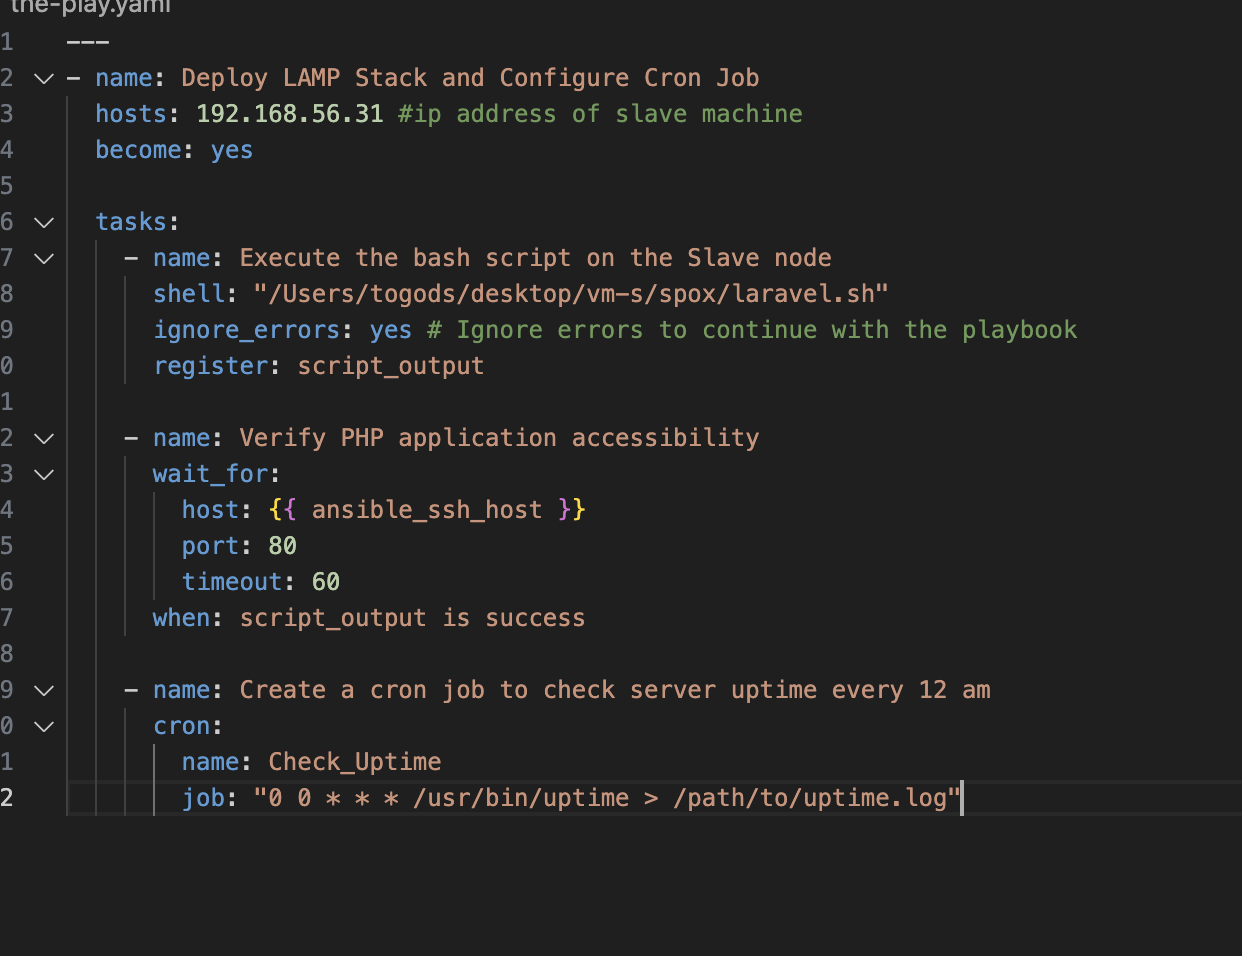 the-play.yaml
1 ---
2 - name: Deploy LAMP Stack and Configure Cron Job
3 hosts: 192.168.56.31 #ip address of slave machine
4 become: yes
5
6 tasks:
7 - name: Execute the bash script on the Slave node
8 shell: "/Users/togods/desktop/vm-s/spox/laravel.sh"
9 ignore_errors: yes # Ignore errors to continue with the playbook
0 register: script_output
1
2 - name: Verify PHP application accessibility
3 wait_for:
4 host: {{ ansible_ssh_host }}
5 port: 80
6 timeout: 60
7 when: script_output is success
8
9 - name: Create a cron job to check server uptime every 12 am
0 cron:
1 name: Check_Uptime
2 job: "0 0 * * * /usr/bin/uptime > /path/to/uptime.log"